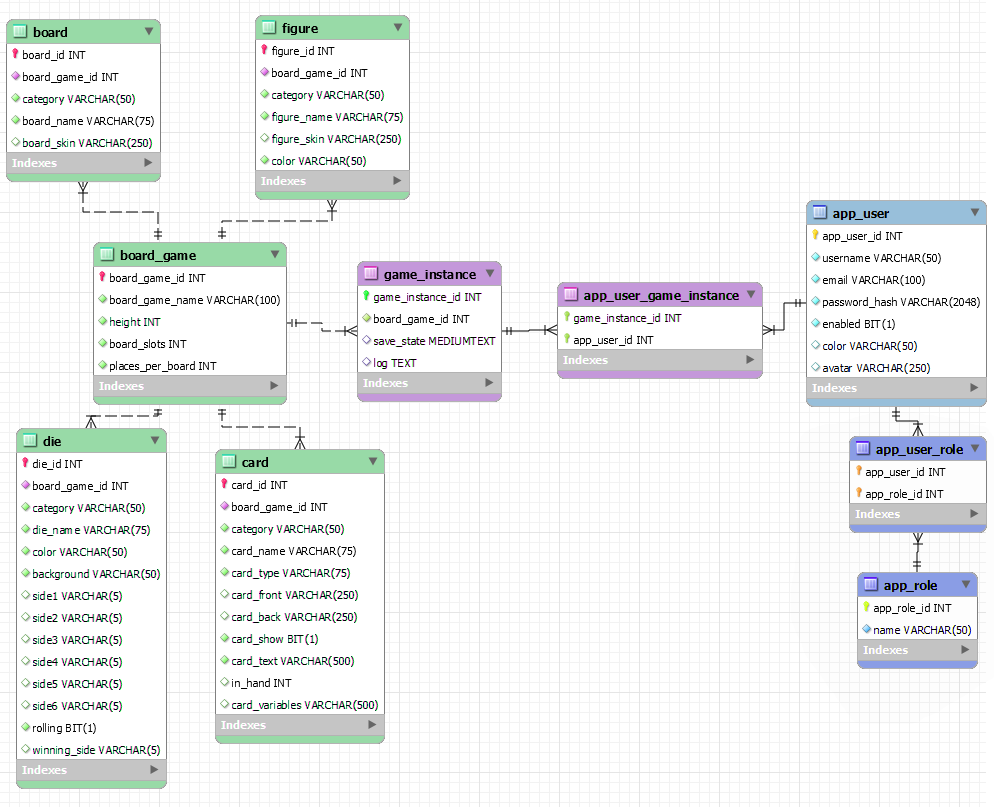 board
board_id INT
board_game_id INT
category VARCHAR(50)
board_name VARCHAR(75)
board_skin VARCHAR(250)
Indexes
figure
figure_id INT
board_game_id INT
category VARCHAR(50)
figure_name VARCHAR(75)
figure_skin VARCHAR(250)
color VARCHAR(50)
Indexes
board_game
board_game_id INT
board_game_name VARCHAR(100)
height INT
board_slots INT
places_per_board INT
Indexes
game_instance
game_instance_id INT
board_game_id INT
save_state MEDIUMTEXT
log TEXT
Indexes
app_user_game_instance
game_instance_id INT
app_user_id INT
Indexes
app_user
app_user_id INT
username VARCHAR(50)
email VARCHAR(100)
password_hash VARCHAR(2048)
enabled BIT(1)
color VARCHAR(50)
avatar VARCHAR(250)
Indexes
die
die_id INT
board_game_id INT
category VARCHAR(50)
die_name VARCHAR(75)
color VARCHAR(50)
background VARCHAR(50)
side1 VARCHAR(5)
side2 VARCHAR(5)
side3 VARCHAR(5)
side4 VARCHAR(5)
side5 VARCHAR(5)
side6 VARCHAR(5)
rolling BIT(1)
winning_side VARCHAR(5)
Indexes
card
card_id INT
board_game_id INT
category VARCHAR(50)
card_name VARCHAR(75)
card_type VARCHAR(75)
card_front VARCHAR(250)
card_back VARCHAR(250)
card_show BIT(1)
card_text VARCHAR(500)
in_hand INT
card_variables VARCHAR(500)
Indexes
app_user_role
app_user_id INT
app_role_id INT
Indexes
app_role
app_role_id INT
name VARCHAR(50)
Indexes